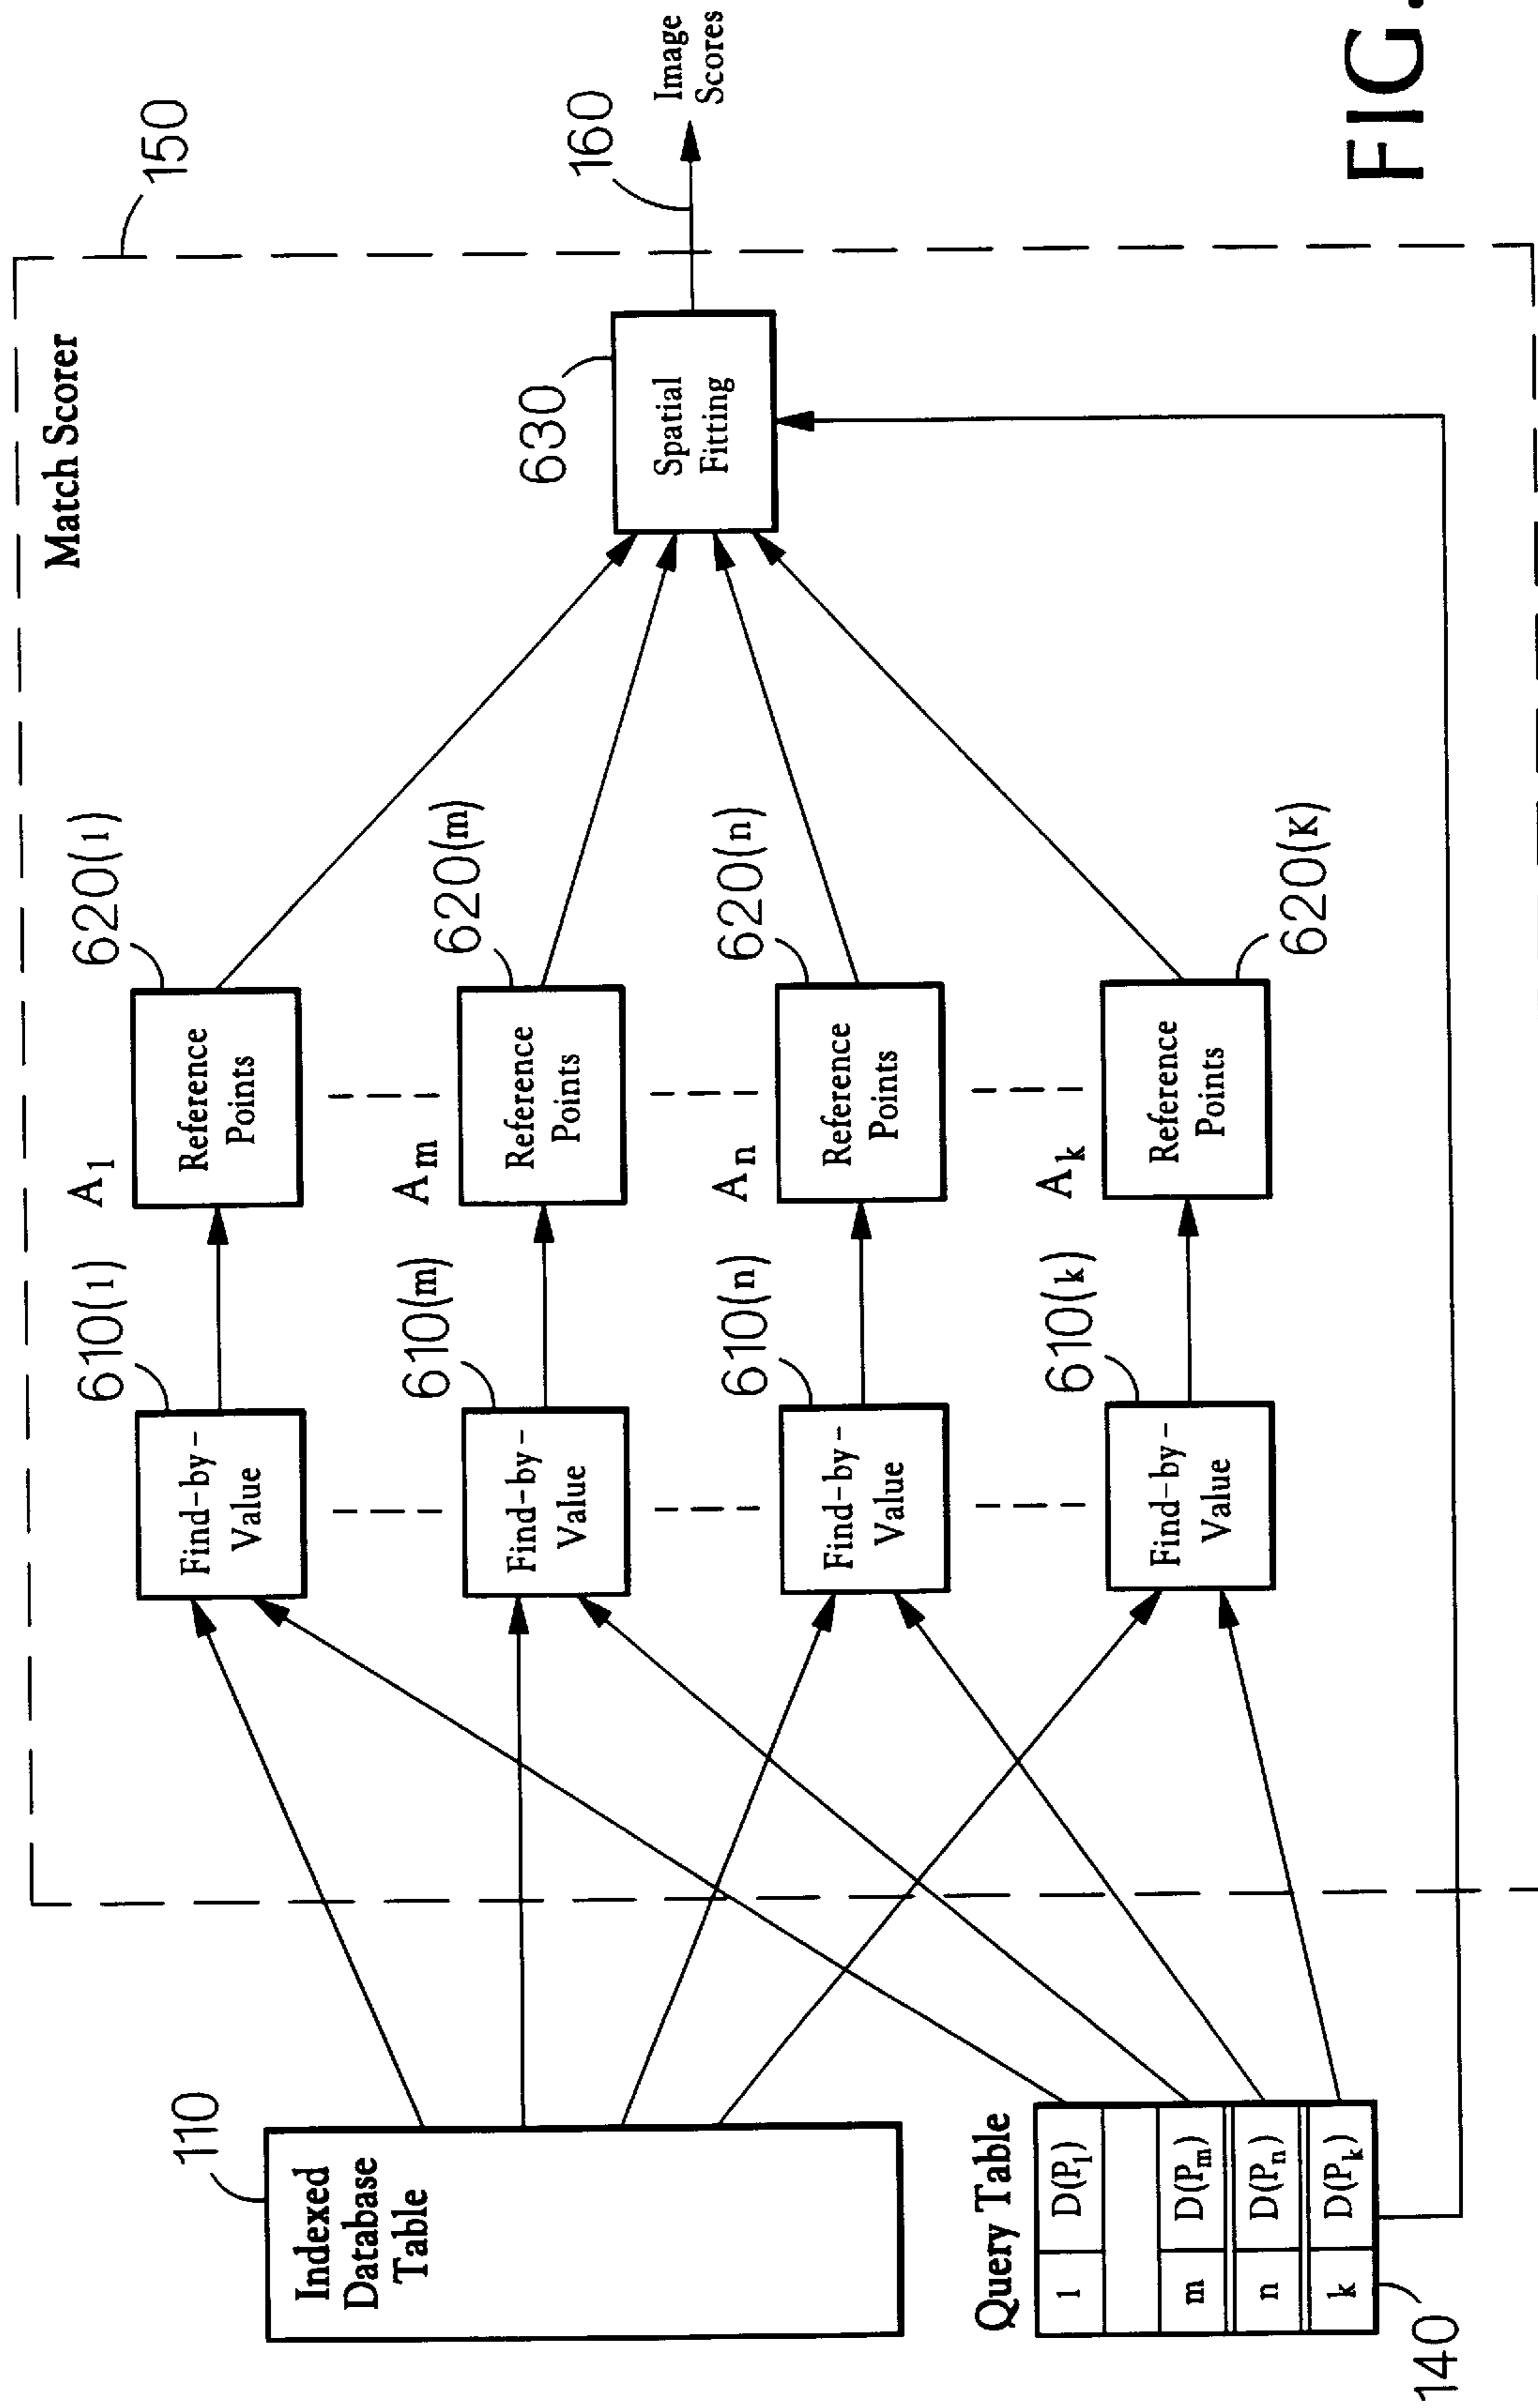 150
Match Scorer
110
Indexed
Database
Table
Query Table
1 D(P1)
m D(Pm)
n D(Pn)
k D(Pk)
140
610(1)
Find-by-
Value
610(m)
Find-by-
Value
610(n)
Find-by-
Value
610(k)
Find-by-
Value
A1
620(1)
Reference
Points
Am
620(m)
Reference
Points
An
620(n)
Reference
Points
Ak
620(K)
Reference
Points
630
Spatial
Fitting
160
Image
Scores
FIG.